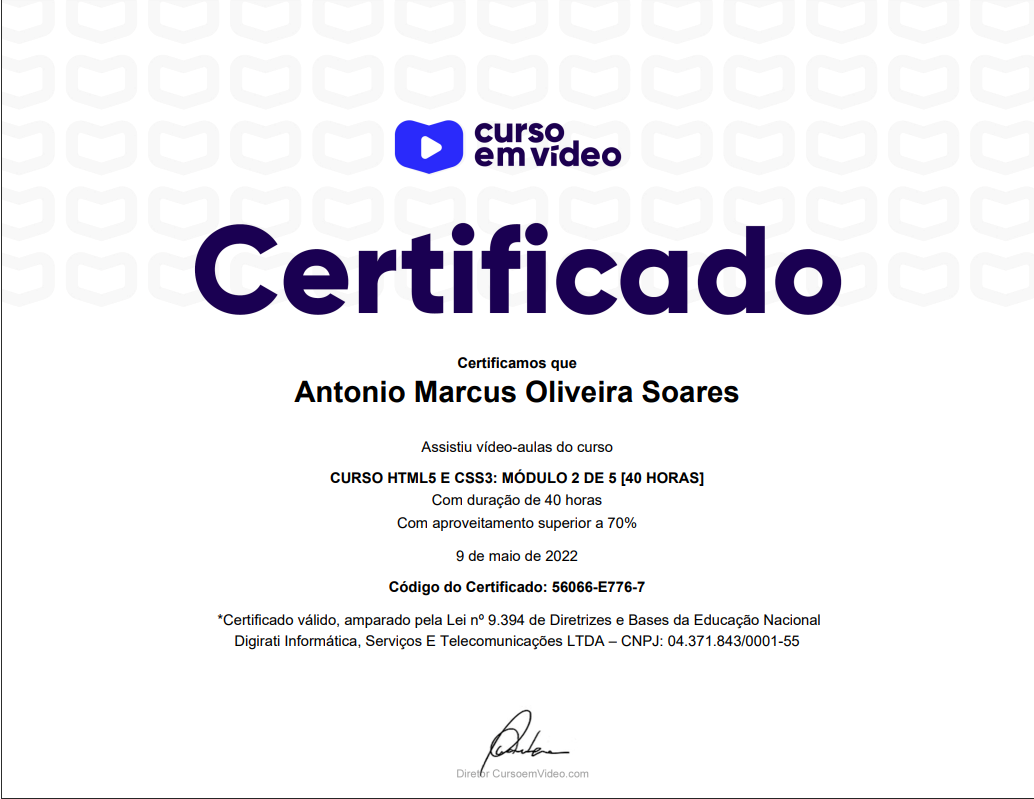 curso
em vídeo
Certificado
Certificamos que
Antonio Marcus Oliveira Soares
Assistiu vídeo-aulas do curso
CURSO HTML5 E CSS3: MÓDULO 2 DE 5 [40 HORAS]
Com duração de 40 horas
Com aproveitamento superior a 70%
9 de maio de 2022
Código do Certificado: 56066-E776-7
*Certificado válido, amparado pela Lei nº 9.394 de Diretrizes e Bases da Educação Nacional
Digirati Informática, Serviços E Telecomunicações LTDA – CNPJ: 04.371.843/0001-55
Diretor CursoemVideo.com